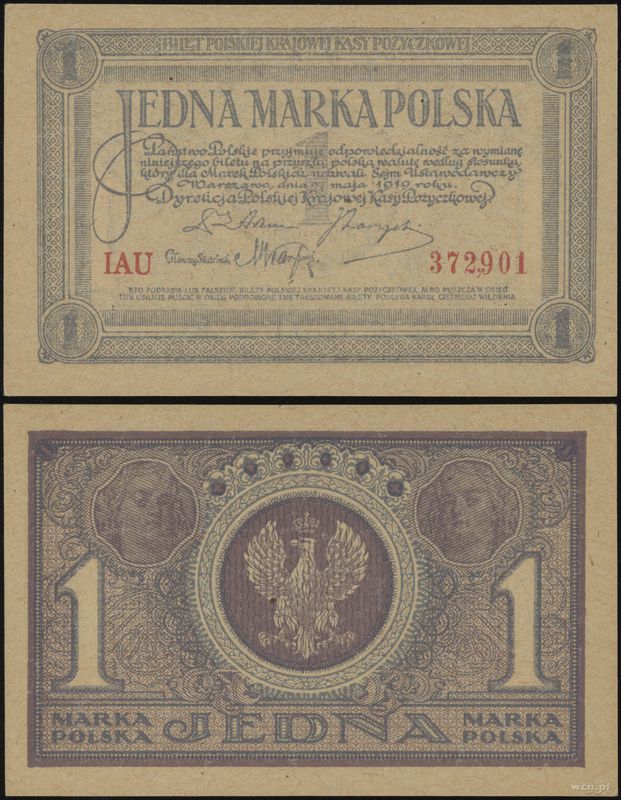 BILET POLSKIEJ KRAJOWEJ KASY POŻYCZKOWEJ
1 1
JEDNA MARKA POLSKA
1
Państwo Polskie przyjmuje odpowiedzialność za wymianę
niniejszego biletu na przyszłą polską walutę według stosunku,
który dla Marek Polskich uchwali Sejm Ustawodawczy
Warszawa, dnia 17 maja 1919 roku.
Dyrekcja Polskiej Krajowej Kasy Pożyczkowej
IAU Główny Skarbnik 372,901
KTO PODRABIA LUB FAŁSZUJE BILETY POLSKIEJ KRAJOWEJ KASY POŻYCZKOWEJ, ALBO PUSZCZA W OBIEG
LUB USIŁUJE PUŚCIĆ W OBIEG PODROBIONE LUB FAŁSZOWANE BILETY, PODLEGA KARZE CIĘŻKIEGO WIĘZIENIA.
1 1
1 1
MARKA POLSKA JEDNA MARKA POLSKA
wcn.pl